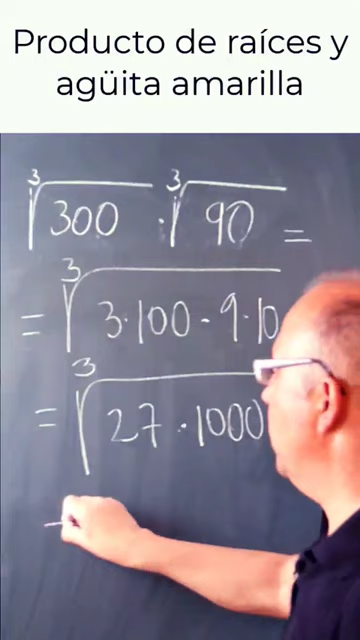 Producto de raíces y
agüita amarilla
∛300 · ∛90 =
= ∛3·100·9·10
= ∛27·1000